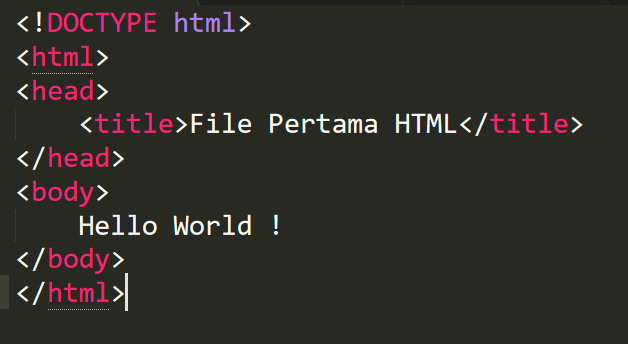 <!DOCTYPE html>
<html>
<head>
    <title>File Pertama HTML</title>
</head>
<body>
    Hello World !
</body>
</html>